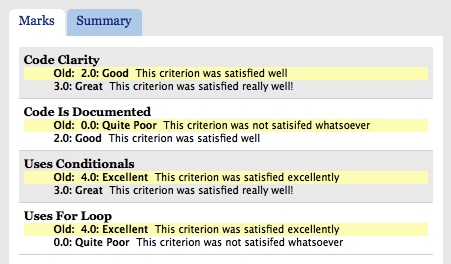 Marks Summary
Code Clarity
Old: 2.0: Good This criterion was satisfied well
3.0: Great This criterion was satisfied really well!
Code Is Documented
Old: 0.0: Quite Poor This criterion was not satisifed whatsoever
2.0: Good This criterion was satisfied well
Uses Conditionals
Old: 4.0: Excellent This criterion was satisfied excellently
3.0: Great This criterion was satisfied really well!
Uses For Loop
Old: 4.0: Excellent This criterion was satisfied excellently
0.0: Quite Poor This criterion was not satisifed whatsoever